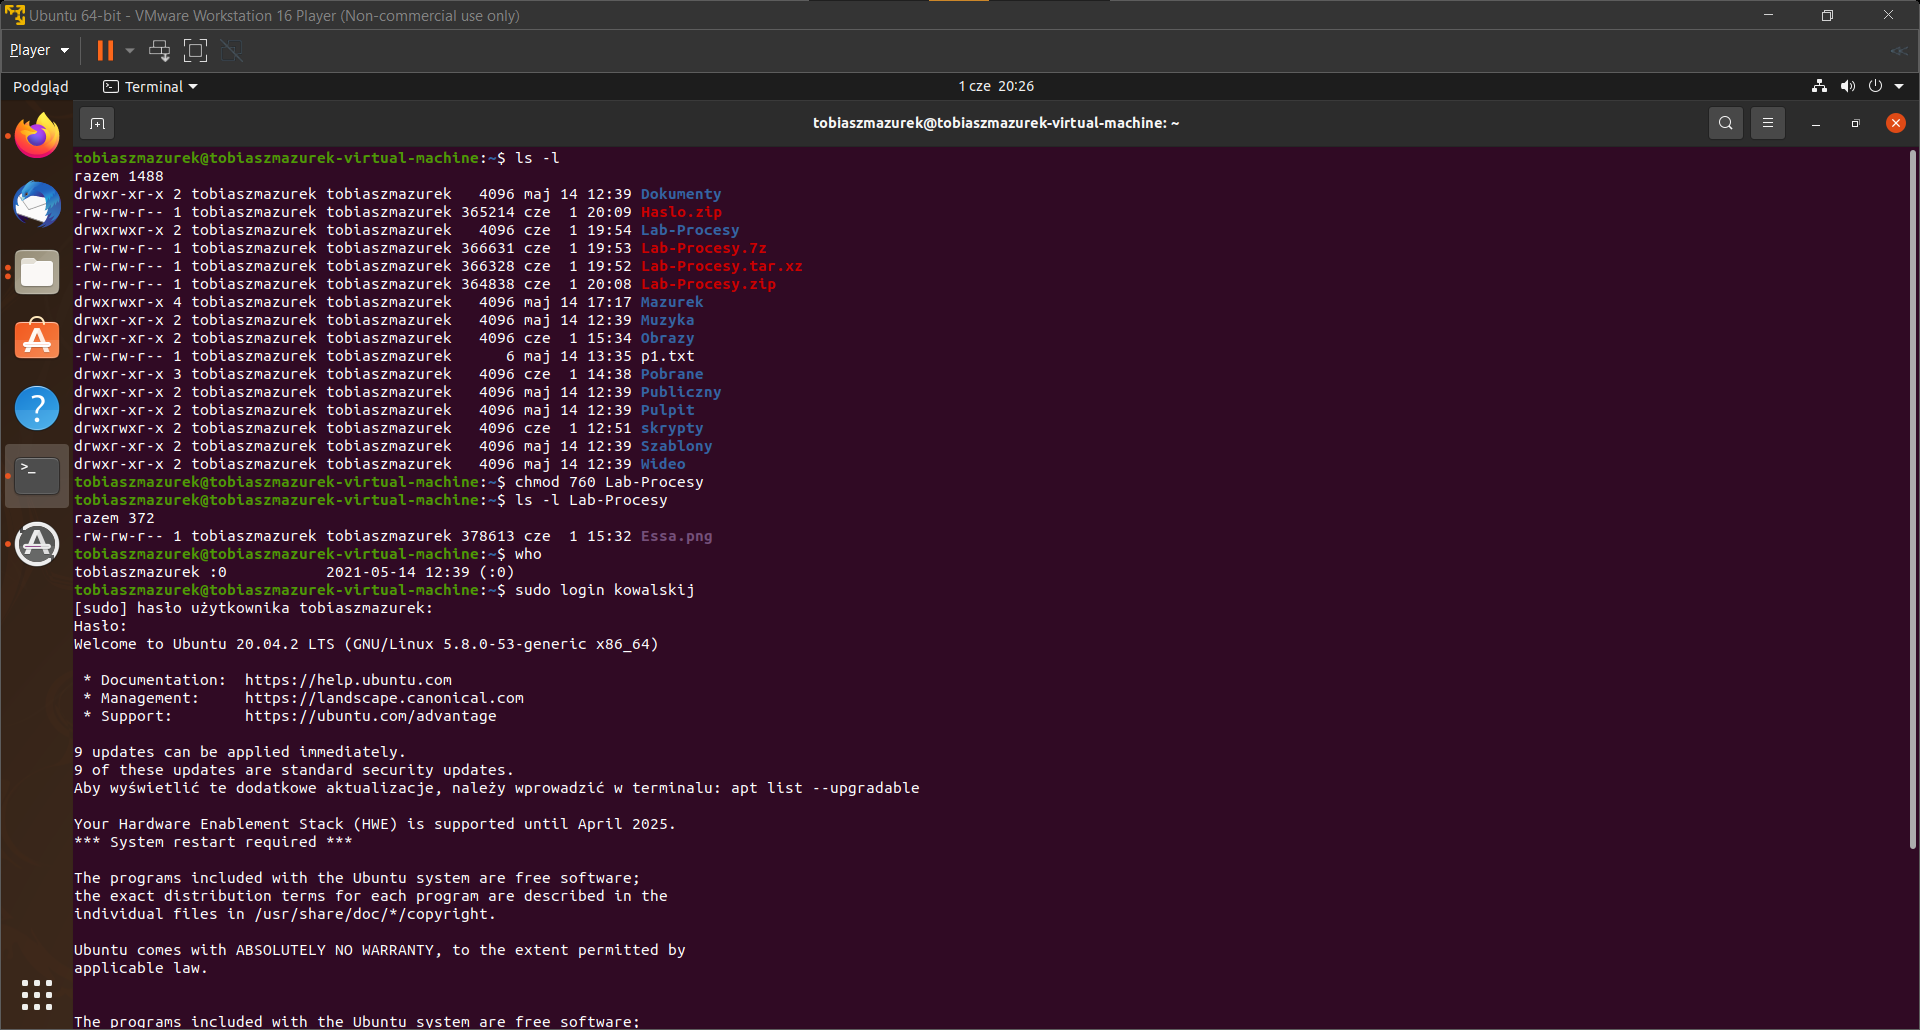 Ubuntu 64-bit - VMware Workstation 16 Player (Non-commercial use only)
Player
Podgląd Terminal 1 cze 20:26
tobiaszmazurek@tobiaszmazurek-virtual-machine: ~
tobiaszmazurek@tobiaszmazurek-virtual-machine:~$ ls -l
razem 1488
drwxr-xr-x 2 tobiaszmazurek tobiaszmazurek   4096 maj 14 12:39 Dokumenty
-rw-rw-r-- 1 tobiaszmazurek tobiaszmazurek 365214 cze  1 20:09 Haslo.zip
drwxrwxr-x 2 tobiaszmazurek tobiaszmazurek   4096 cze  1 19:54 Lab-Procesy
-rw-rw-r-- 1 tobiaszmazurek tobiaszmazurek 366631 cze  1 19:53 Lab-Procesy.7z
-rw-rw-r-- 1 tobiaszmazurek tobiaszmazurek 366328 cze  1 19:52 Lab-Procesy.tar.xz
-rw-rw-r-- 1 tobiaszmazurek tobiaszmazurek 364838 cze  1 20:08 Lab-Procesy.zip
drwxrwxr-x 4 tobiaszmazurek tobiaszmazurek   4096 maj 14 17:17 Mazurek
drwxr-xr-x 2 tobiaszmazurek tobiaszmazurek   4096 maj 14 12:39 Muzyka
drwxr-xr-x 2 tobiaszmazurek tobiaszmazurek   4096 cze  1 15:34 Obrazy
-rw-rw-r-- 1 tobiaszmazurek tobiaszmazurek      6 maj 14 13:35 p1.txt
drwxr-xr-x 3 tobiaszmazurek tobiaszmazurek   4096 cze  1 14:38 Pobrane
drwxr-xr-x 2 tobiaszmazurek tobiaszmazurek   4096 maj 14 12:39 Publiczny
drwxr-xr-x 2 tobiaszmazurek tobiaszmazurek   4096 maj 14 12:39 Pulpit
drwxrwxr-x 2 tobiaszmazurek tobiaszmazurek   4096 cze  1 12:51 skrypty
drwxr-xr-x 2 tobiaszmazurek tobiaszmazurek   4096 maj 14 12:39 Szablony
drwxr-xr-x 2 tobiaszmazurek tobiaszmazurek   4096 maj 14 12:39 Wideo
tobiaszmazurek@tobiaszmazurek-virtual-machine:~$ chmod 760 Lab-Procesy
tobiaszmazurek@tobiaszmazurek-virtual-machine:~$ ls -l Lab-Procesy
razem 372
-rw-rw-r-- 1 tobiaszmazurek tobiaszmazurek 378613 cze  1 15:32 Essa.png
tobiaszmazurek@tobiaszmazurek-virtual-machine:~$ who
tobiaszmazurek :0           2021-05-14 12:39 (:0)
tobiaszmazurek@tobiaszmazurek-virtual-machine:~$ sudo login kowalskij
[sudo] hasło użytkownika tobiaszmazurek:
Hasło:
Welcome to Ubuntu 20.04.2 LTS (GNU/Linux 5.8.0-53-generic x86_64)
* Documentation:  https://help.ubuntu.com
* Management:     https://landscape.canonical.com
* Support:        https://ubuntu.com/advantage
9 updates can be applied immediately.
9 of these updates are standard security updates.
Aby wyświetlić te dodatkowe aktualizacje, należy wprowadzić w terminalu: apt list --upgradable
Your Hardware Enablement Stack (HWE) is supported until April 2025.
*** System restart required ***
The programs included with the Ubuntu system are free software;
the exact distribution terms for each program are described in the
individual files in /usr/share/doc/*/copyright.
Ubuntu comes with ABSOLUTELY NO WARRANTY, to the extent permitted by
applicable law.
The programs included with the Ubuntu system are free software;